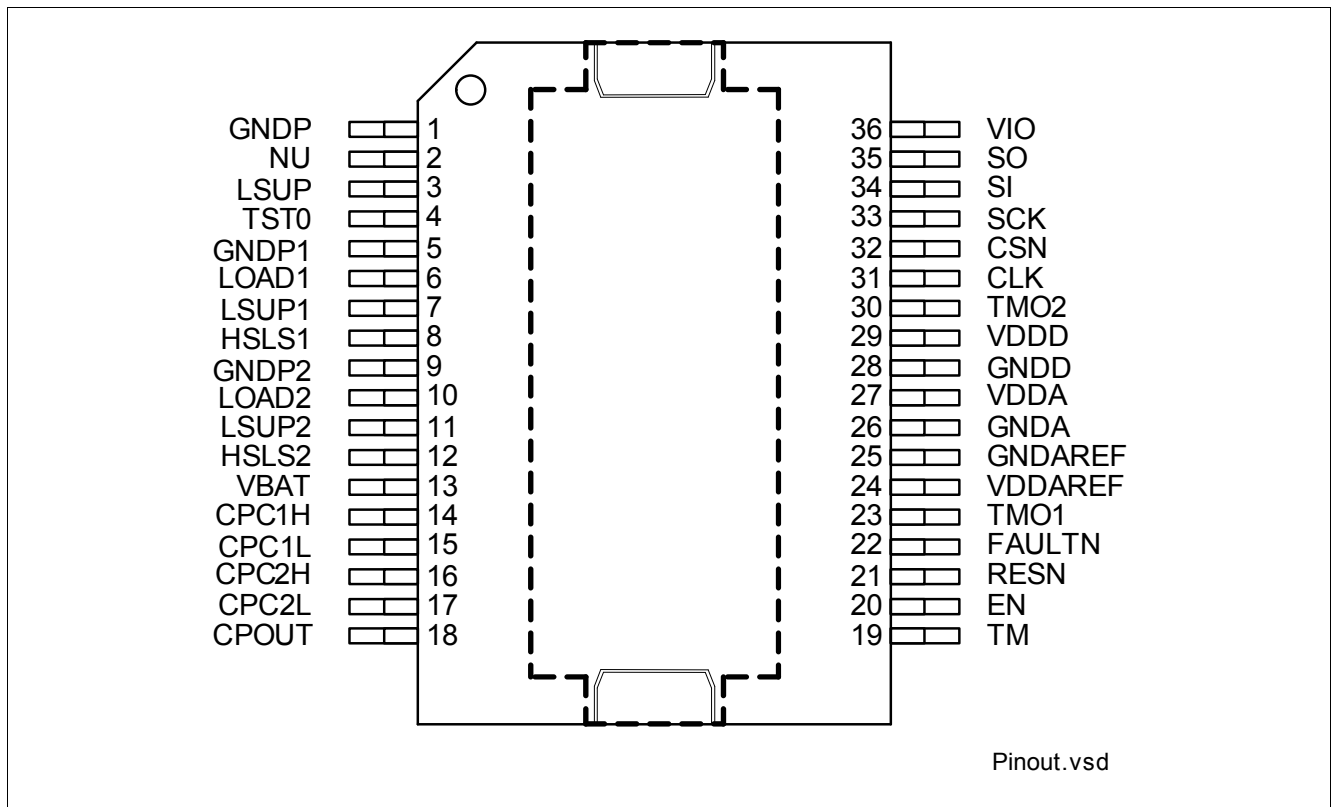 GNDP 1 36 VIO
NU 2 35 SO
LSUP 3 34 SI
TST0 4 33 SCK
GNDP1 5 32 CSN
LOAD1 6 31 CLK
LSUP1 7 30 TMO2
HSLS1 8 29 VDDD
GNDP2 9 28 GNDD
LOAD2 10 27 VDDA
LSUP2 11 26 GNDA
HSLS2 12 25 GNDAREF
VBAT 13 24 VDDAREF
CPC1H 14 23 TMO1
CPC1L 15 22 FAULTN
CPC2H 16 21 RESN
CPC2L 17 20 EN
CPOUT 18 19 TM
Pinout.vsd